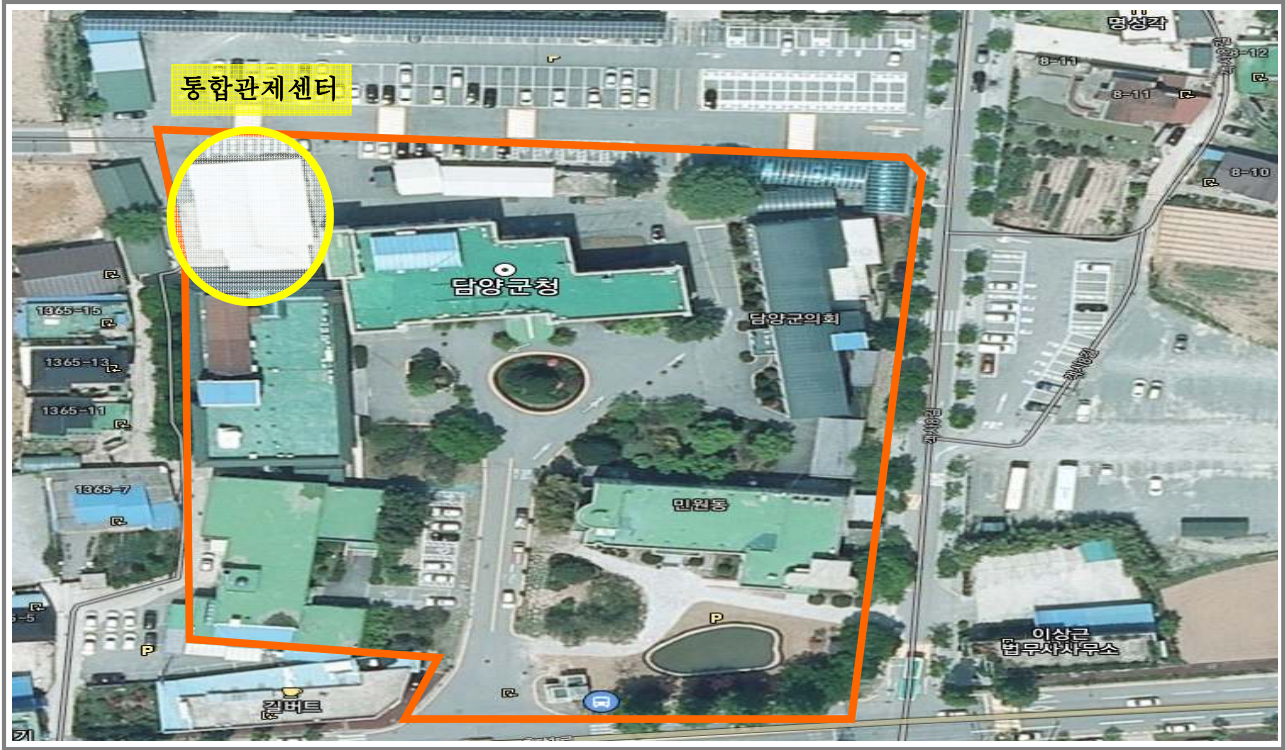 명성각
8-11
8-12
통합관제센터
8-11
8-10
담양군청
1365-15
담양군의회
1365-13
1365-11
1365-7
민원동
P
P
이상근
법무사사무소
길버트